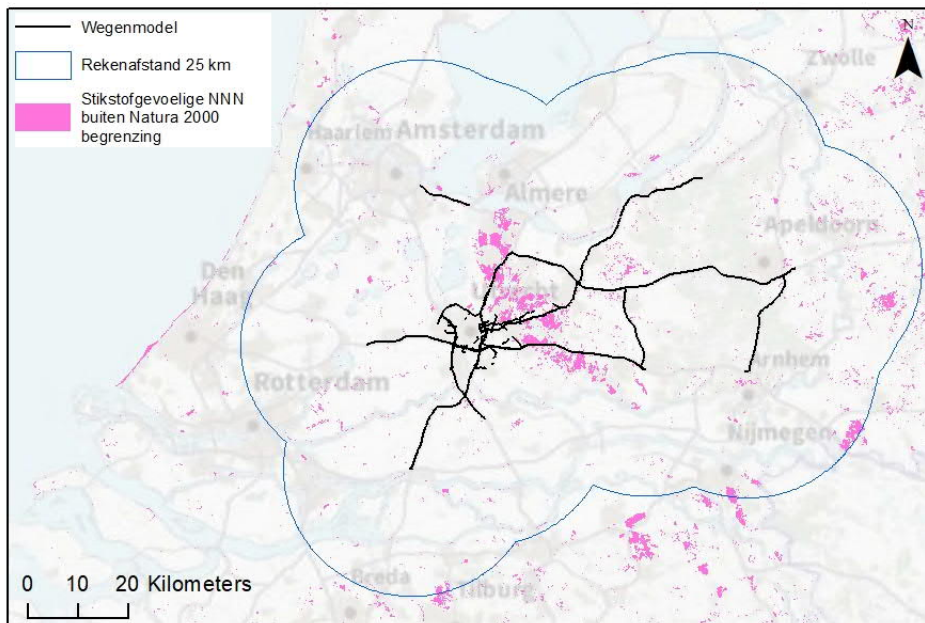 Wegenmodel
Rekenafstand 25 km
Stikstofgevoelige NNN
buiten Natura 2000
begrenzing
N
Zwolle
Haarlem
Amsterdam
Almere
Apeldoorn
Den
Haag
Utrecht
Rotterdam
Arnhem
Nijmegen
Breda
Tilburg
0 10 20 Kilometers